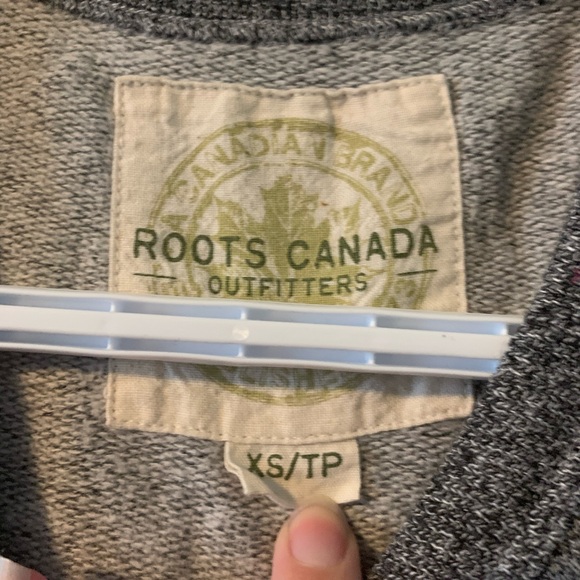 A CANADIAN BRAND
ROOTS CANADA
OUTFITTERS
XS/TP